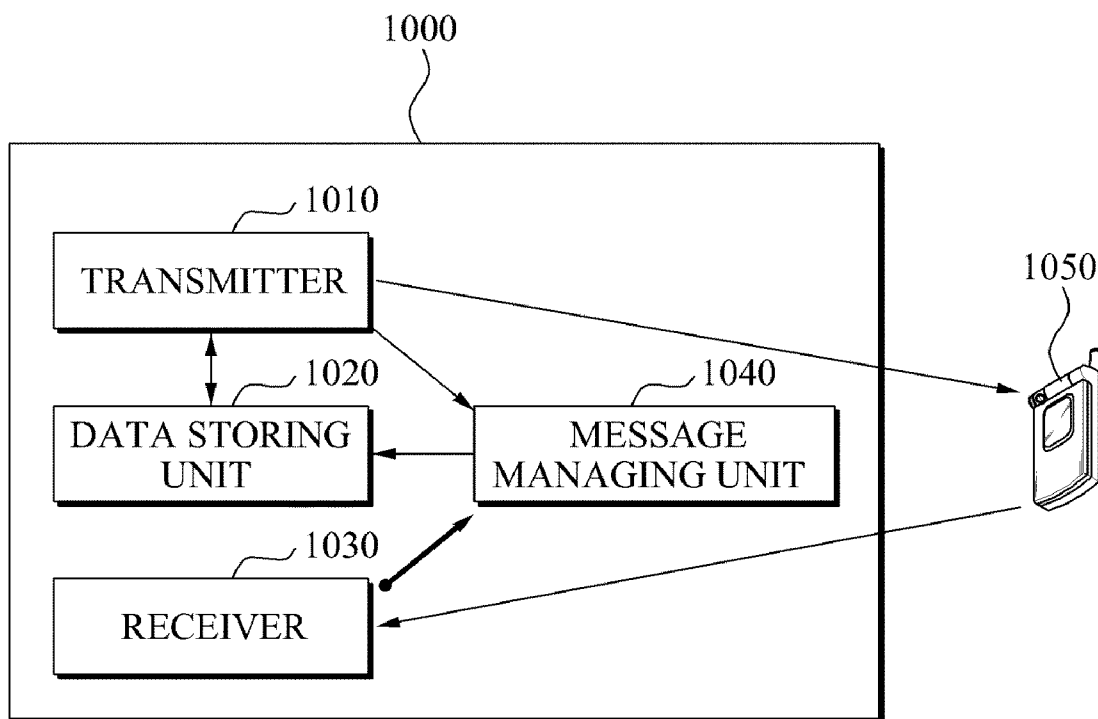 1000
1010
TRANSMITTER
1050
1020
DATA STORING
UNIT
1040
MESSAGE
MANAGING UNIT
1030
RECEIVER